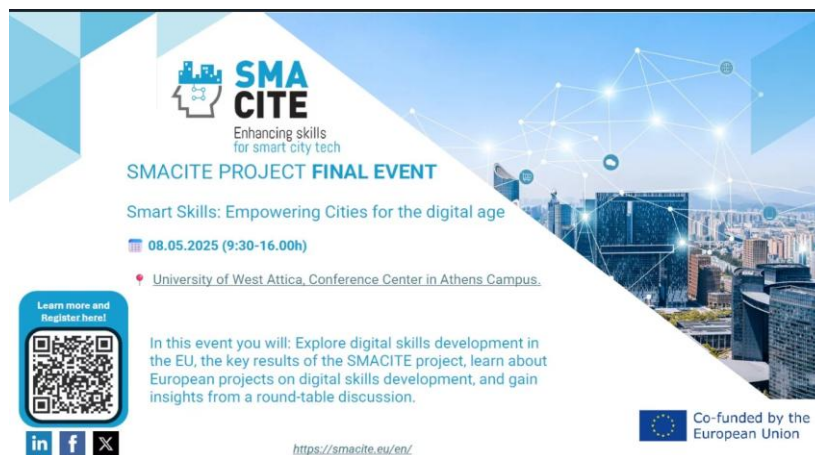 SMA
CITE
Enhancing skills
for smart city tech
SMACITE PROJECT FINAL EVENT
Smart Skills: Empowering Cities for the digital age
08.05.2025 (9:30-16.00h)
University of West Attica, Conference Center in Athens Campus.
Learn more and
Register here!
In this event you will: Explore digital skills development in
the EU, the key results of the SMACITE project, learn about
European projects on digital skills development, and gain
insights from a round-table discussion.
in f X
https://smacite.eu/en/
Co-funded by the
European Union